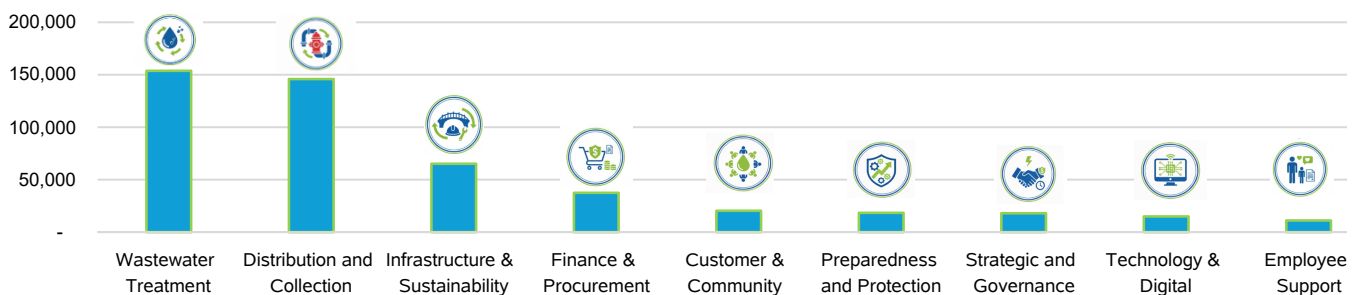 200,000
150,000
100,000
50,000
-
Wastewater
Treatment
Distribution and
Collection
Infrastructure &
Sustainability
Finance &
Procurement
Customer &
Community
Preparedness
and Protection
Strategic and
Governance
Technology &
Digital
Employee
Support